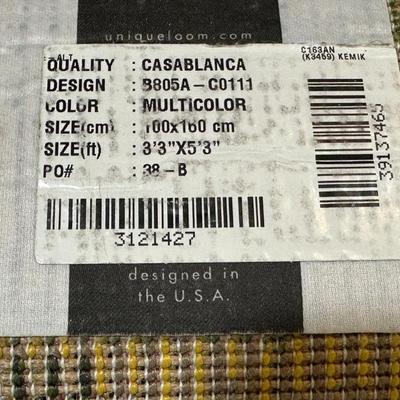 uniqueloom.com
QUALITY : CASABLANCA
DESIGN : B805A-C0111
COLOR : MULTICOLOR
SIZE(cm) : 100x160 cm
SIZE(ft) : 3'3"X5'3"
PO# : 38-B
C163AN
(K3459) KEMIK
39137465
3121427
designed in
the U.S.A.